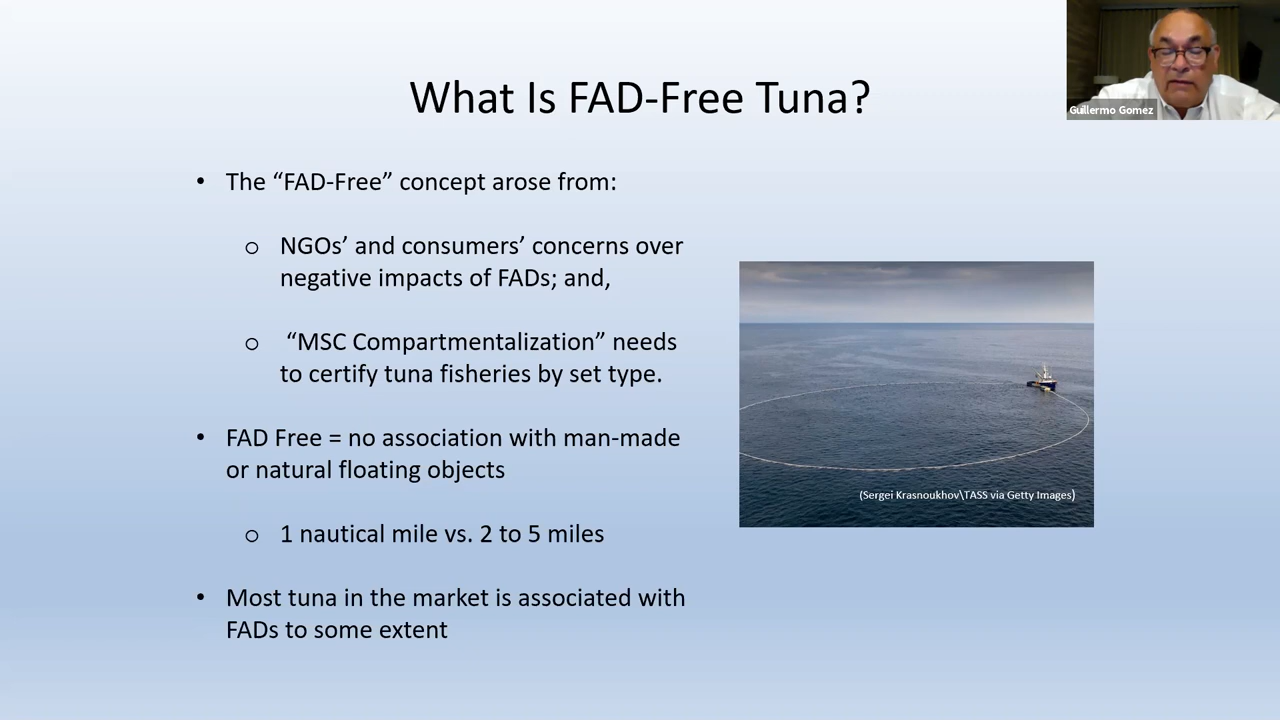 What Is FAD-Free Tuna?
Guillermo Gomez
• The “FAD-Free” concept arose from:
o NGOs’ and consumers’ concerns over
negative impacts of FADs; and,
o “MSC Compartmentalization” needs
to certify tuna fisheries by set type.
• FAD Free = no association with man-made
or natural floating objects
o 1 nautical mile vs. 2 to 5 miles
• Most tuna in the market is associated with
FADs to some extent
(Sergei Krasnoukhov\TASS via Getty Images)